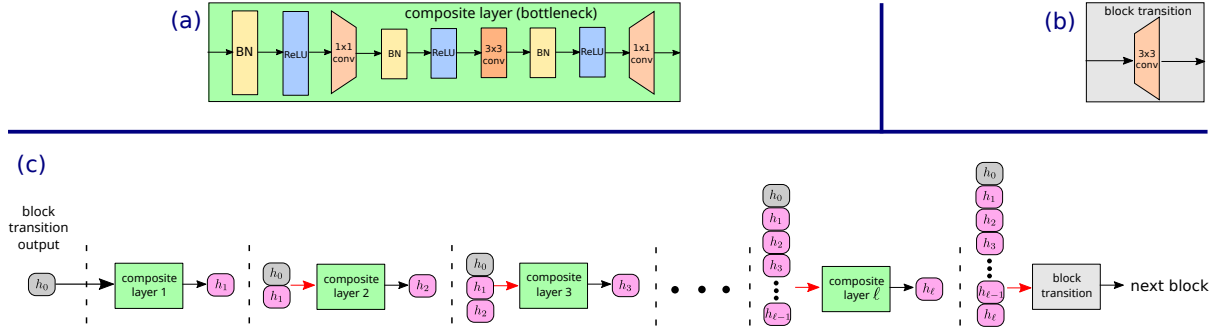 (a)
composite layer (bottleneck)
BN
ReLU
1x1
conv
BN
ReLU
3x3
conv
BN
ReLU
1x1
conv
(b)
block transition
3x3
conv
(c)
block
transition
output
h₀
composite
layer 1
h₁
h₀
h₁
composite
layer 2
h₂
h₀
h₁
h₂
composite
layer 3
h₃
h₀
h₁
h₂
h₃
hℓ₋₁
composite
layer ℓ
hℓ
h₀
h₁
h₂
h₃
hℓ₋₁
hℓ
block
transition
next block